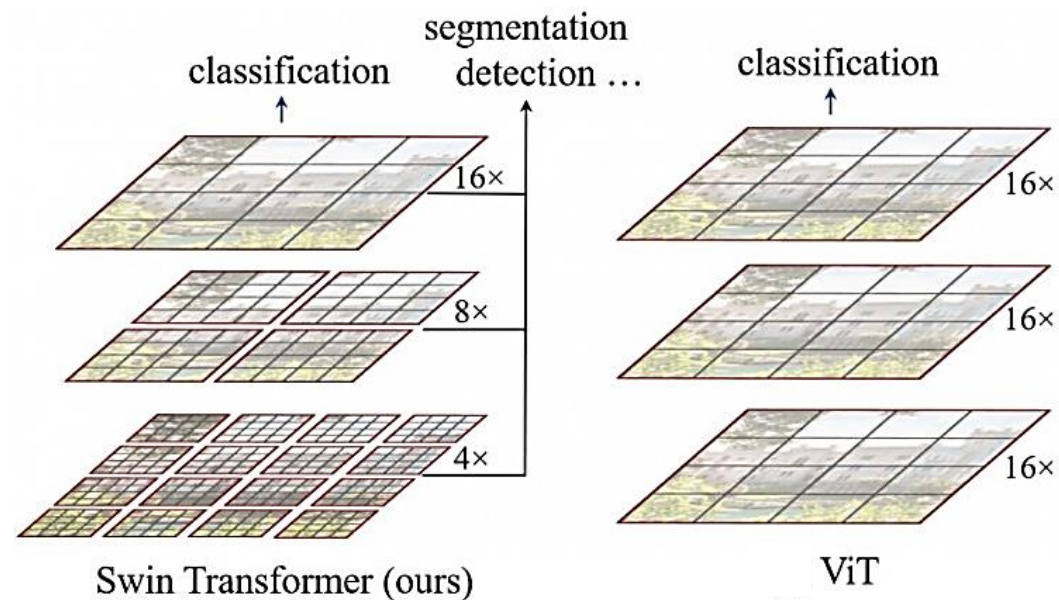 segmentation
classification
detection ...
classification
16×
8×
4×
16×
16×
16×
Swin Transformer (ours)
ViT